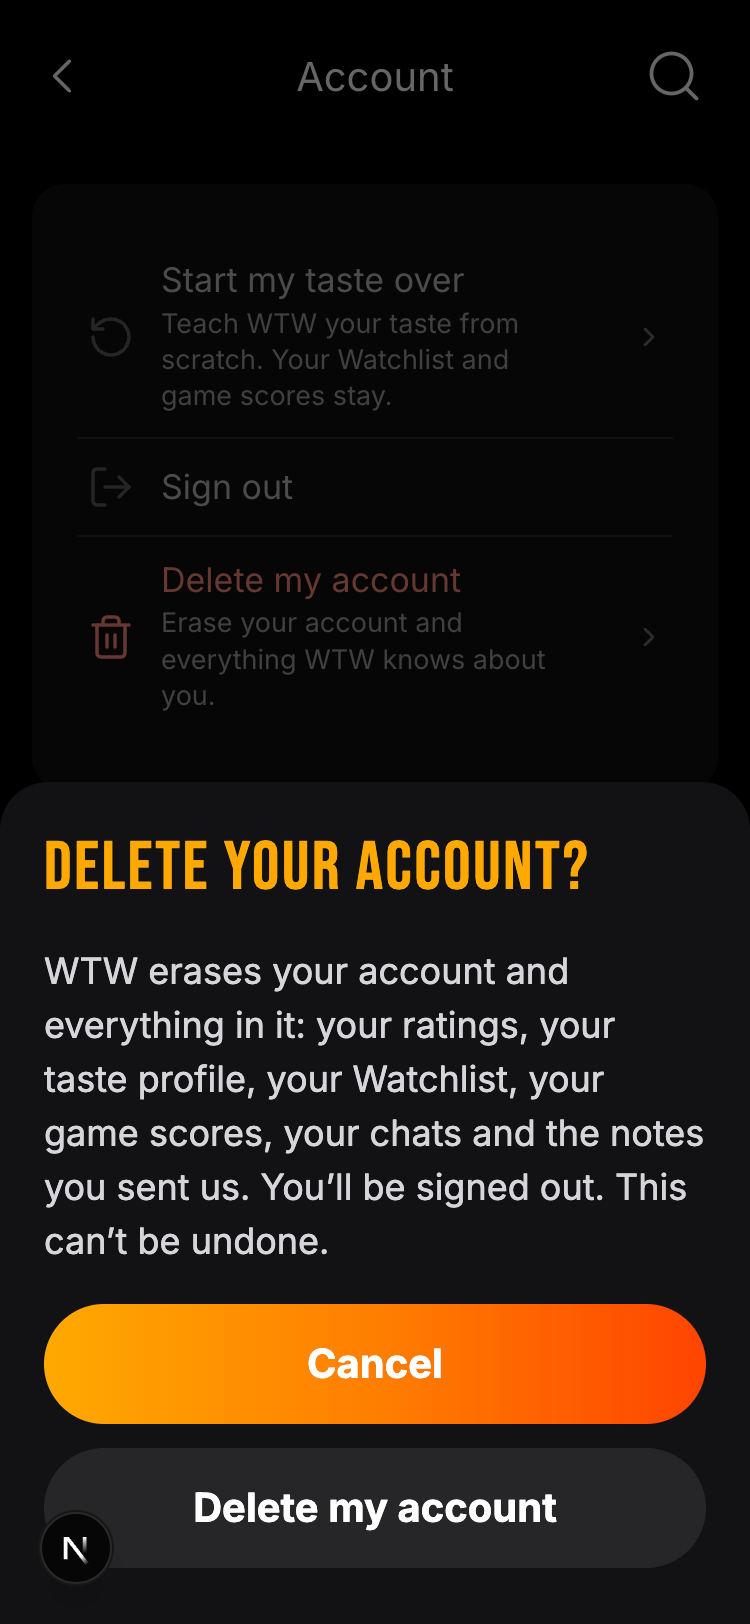 Account
Start my taste over
Teach WTW your taste from
scratch. Your Watchlist and
game scores stay.
Sign out
Delete my account
Erase your account and
everything WTW knows about
you.
DELETE YOUR ACCOUNT?
WTW erases your account and
everything in it: your ratings, your
taste profile, your Watchlist, your
game scores, your chats and the notes
you sent us. You’ll be signed out. This
can’t be undone.
Cancel
Delete my account
N